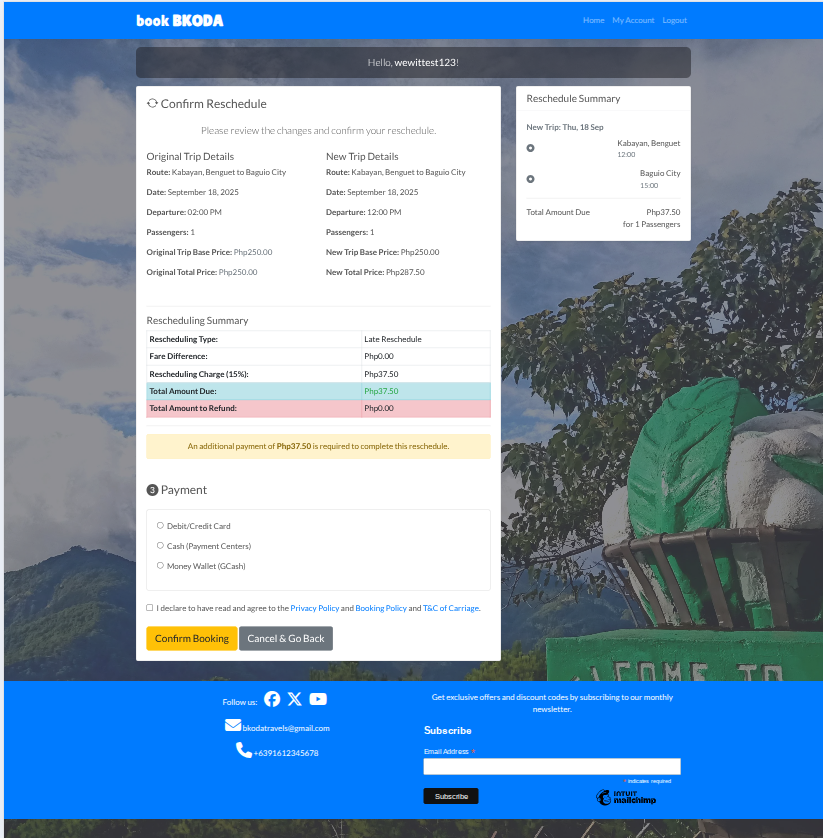 book BKODA
Home My Account Logout
Hello, wewittest123!
Confirm Reschedule
Please review the changes and confirm your reschedule.
Original Trip Details
Route: Kabayan, Benguet to Baguio City
Date: September 18, 2025
Departure: 02:00 PM
Passengers: 1
Original Trip Base Price: Php250.00
Original Total Price: Php250.00
New Trip Details
Route: Kabayan, Benguet to Baguio City
Date: September 18, 2025
Departure: 12:00 PM
Passengers: 1
New Trip Base Price: Php250.00
New Total Price: Php287.50
Rescheduling Summary
Rescheduling Type: Late Reschedule
Fare Difference: Php0.00
Rescheduling Charge (15%): Php37.50
Total Amount Due: Php37.50
Total Amount to Refund: Php0.00
An additional payment of Php37.50 is required to complete this reschedule.
3 Payment
Debit/Credit Card
Cash (Payment Centers)
Money Wallet (GCash)
I declare to have read and agree to the Privacy Policy and Booking Policy and T&C of Carriage.
Confirm Booking Cancel & Go Back
Reschedule Summary
New Trip: Thu, 18 Sep
Kabayan, Benguet
12:00
Baguio City
15:00
Total Amount Due Php37.50
for 1 Passengers
WELCOME TO
Follow us:
bkodatravels@gmail.com
+6391612345678
Get exclusive offers and discount codes by subscribing to our monthly
newsletter.
Subscribe
Email Address *
* indicates required
Subscribe
INTUIT
mailchimp